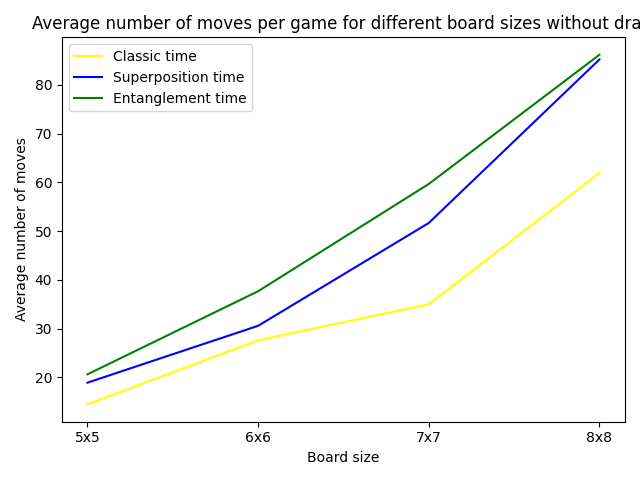 Average number of moves per game for different board sizes without dra
Classic time
Superposition time
Entanglement time
Average number of moves
80
70
60
50
40
30
20
5x5 6x6 7x7 8x8
Board size